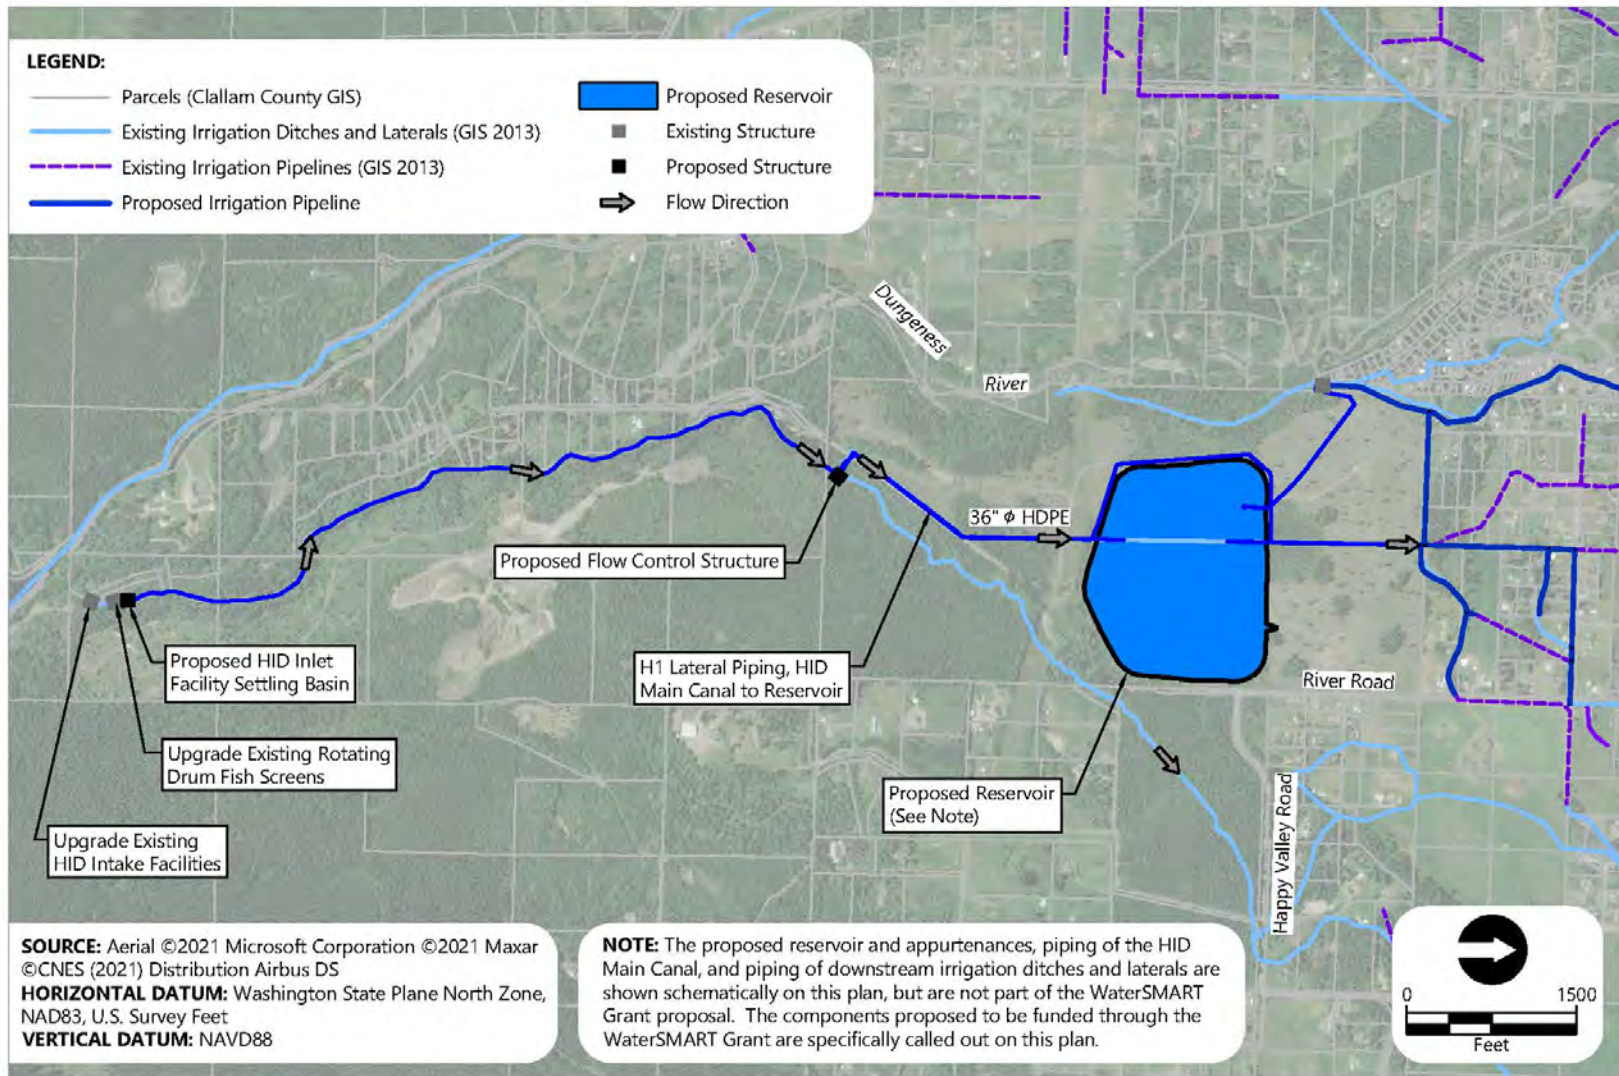 LEGEND:
Parcels (Clallam County GIS)
Existing Irrigation Ditches and Laterals (GIS 2013)
Existing Irrigation Pipelines (GIS 2013)
Proposed Irrigation Pipeline
Proposed Reservoir
Existing Structure
Proposed Structure
Flow Direction
Dungeness
River
36" ϕ HDPE
Proposed Flow Control Structure
Proposed HID Inlet
Facility Settling Basin
H1 Lateral Piping, HID
Main Canal to Reservoir
River Road
Upgrade Existing Rotating
Drum Fish Screens
Proposed Reservoir
(See Note)
Upgrade Existing
HID Intake Facilities
Happy Valley Road
SOURCE: Aerial ©2021 Microsoft Corporation ©2021 Maxar
©CNES (2021) Distribution Airbus DS
HORIZONTAL DATUM: Washington State Plane North Zone,
NAD83, U.S. Survey Feet
VERTICAL DATUM: NAVD88
NOTE: The proposed reservoir and appurtenances, piping of the HID
Main Canal, and piping of downstream irrigation ditches and laterals are
shown schematically on this plan, but are not part of the WaterSMART
Grant proposal. The components proposed to be funded through the
WaterSMART Grant are specifically called out on this plan.
0 1500
Feet